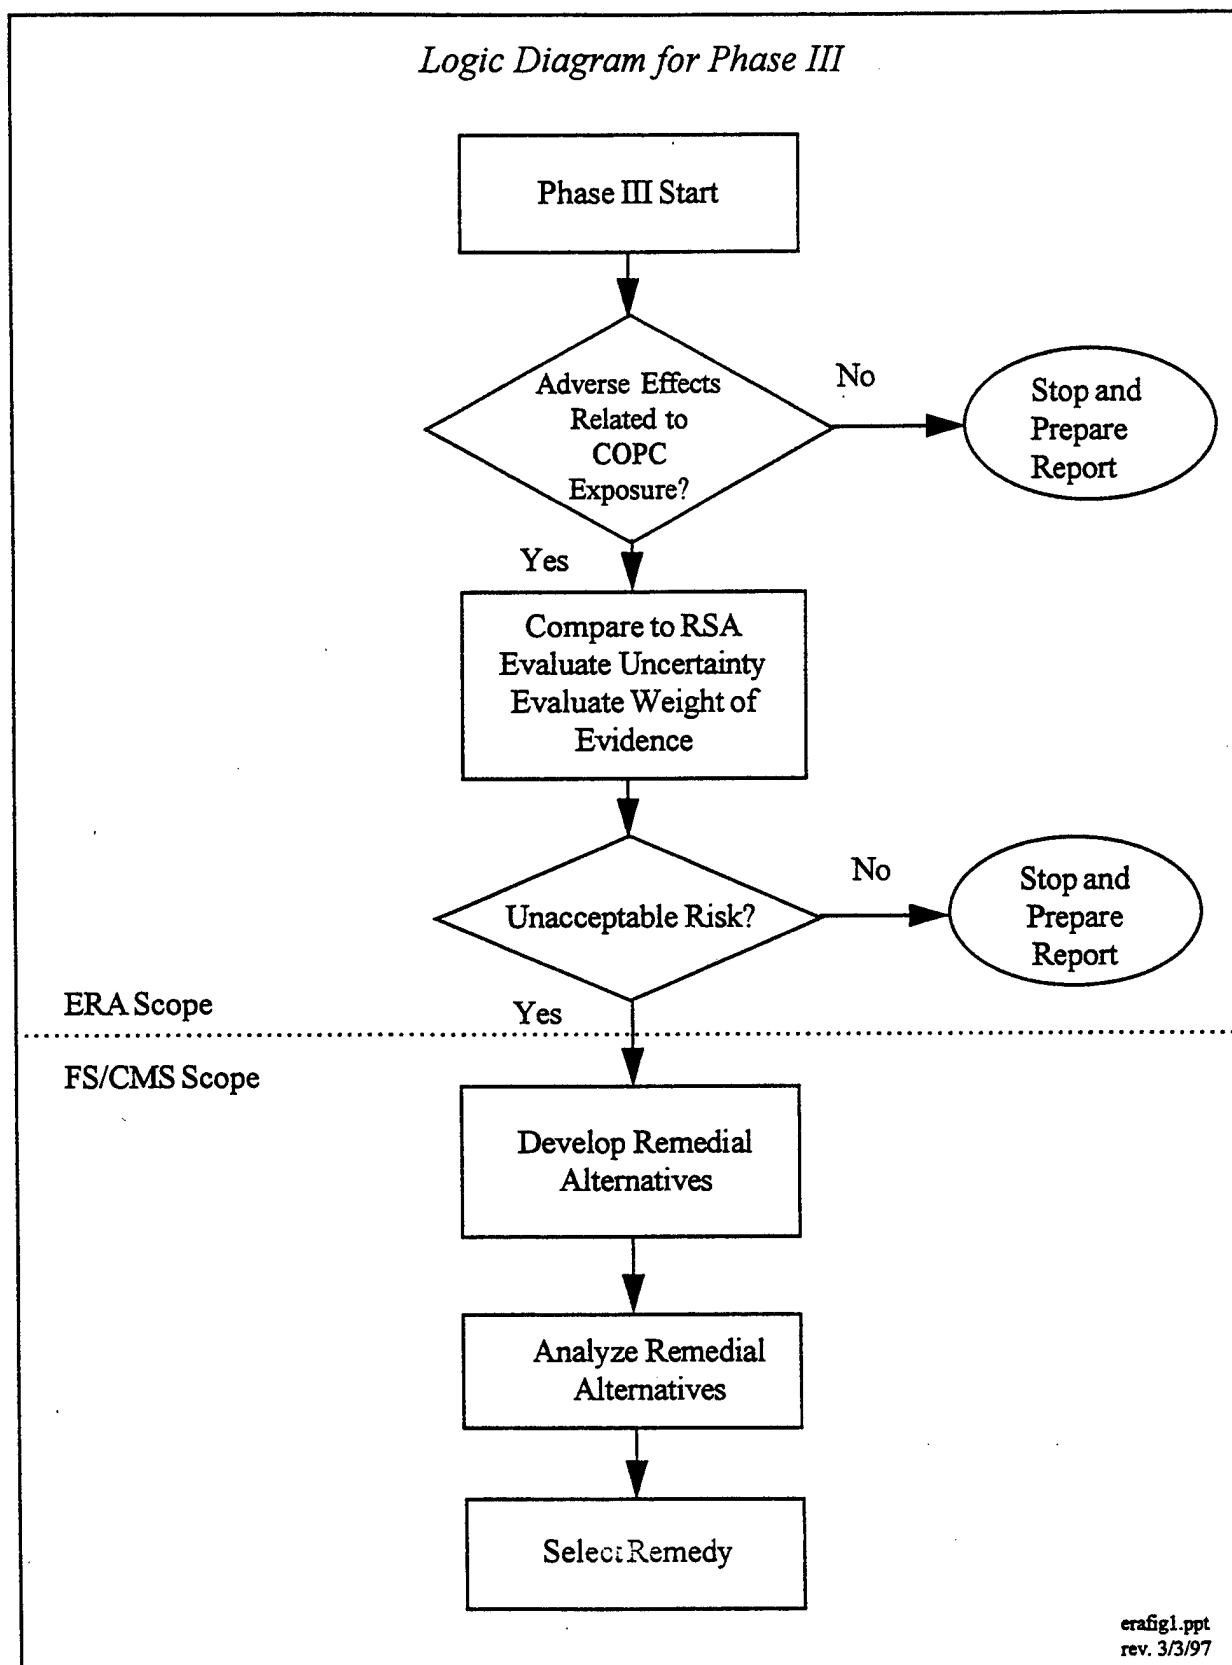 Logic Diagram for Phase III
Phase III Start
Adverse Effects
Related to
COPC
Exposure?
No
Stop and
Prepare
Report
Yes
Compare to RSA
Evaluate Uncertainty
Evaluate Weight of
Evidence
Unacceptable Risk?
No
Stop and
Prepare
Report
ERA Scope
Yes
FS/CMS Scope
Develop Remedial
Alternatives
Analyze Remedial
Alternatives
Select Remedy
erafig1.ppt
rev. 3/3/97